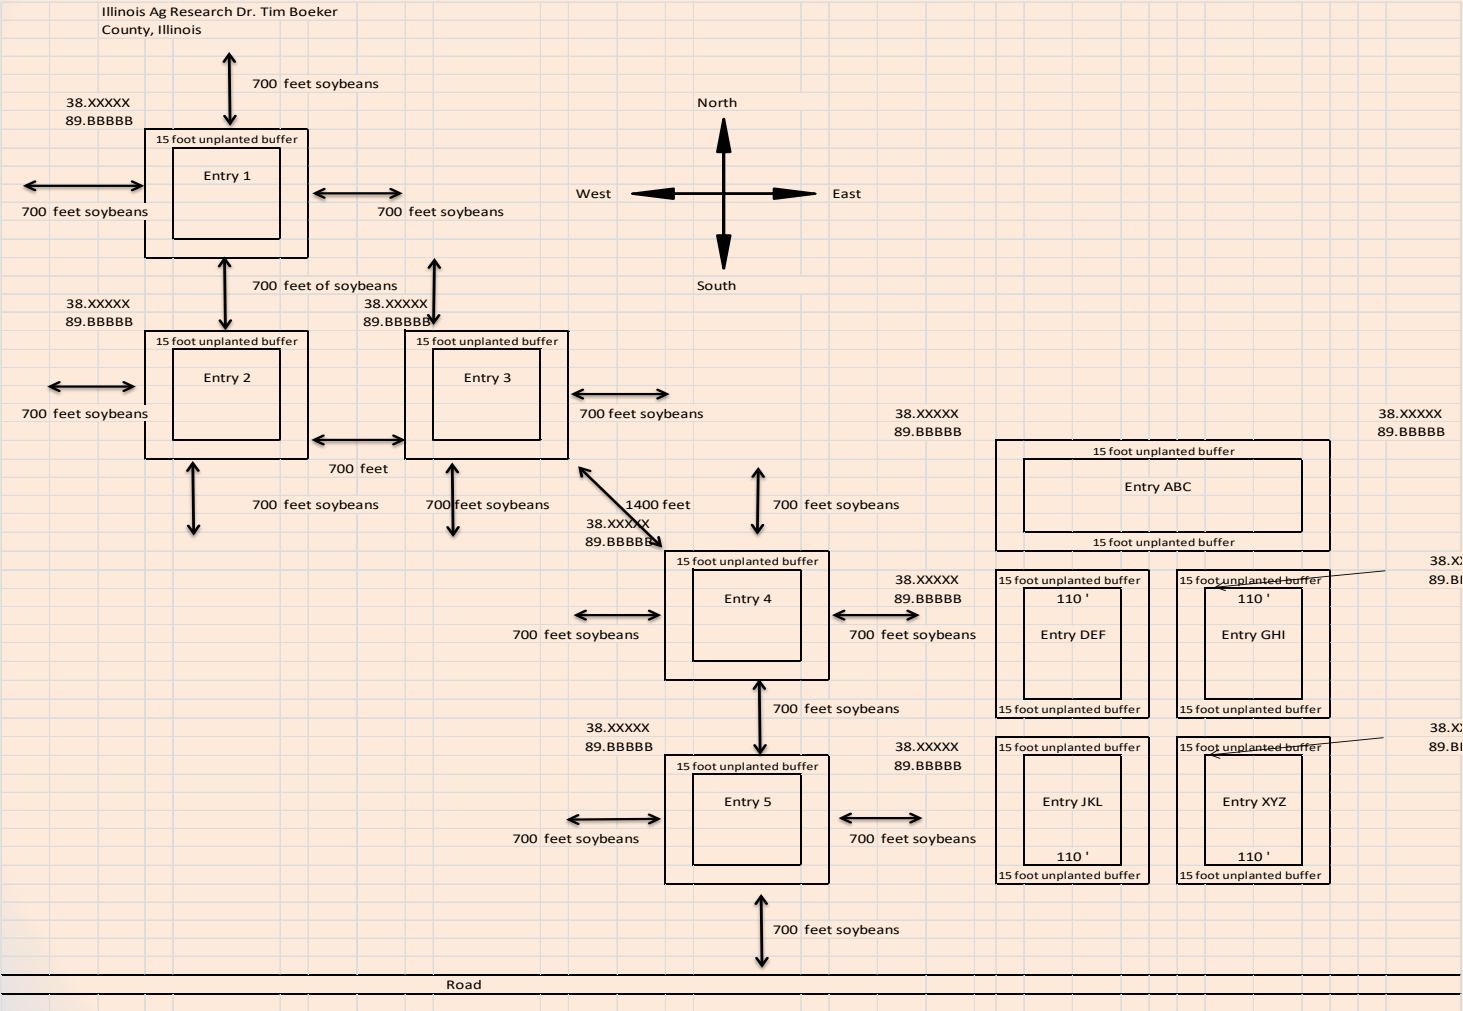 Illinois Ag Research Dr. Tim Boeker
County, Illinois
700 feet soybeans
38.XXXXX
89.BBBBB
North
15 foot unplanted buffer
Entry 1
West
East
700 feet soybeans
700 feet soybeans
South
700 feet of soybeans
38.XXXXX
89.BBBBB
38.XXXXX
89.BBBBB
15 foot unplanted buffer
15 foot unplanted buffer
Entry 2
Entry 3
700 feet soybeans
700 feet soybeans
38.XXXXX
89.BBBBB
38.XXXXX
89.BBBBB
15 foot unplanted buffer
700 feet
Entry ABC
700 feet soybeans
700 feet soybeans
1400 feet
700 feet soybeans
38.XXXXX
89.BBBBB
15 foot unplanted buffer
15 foot unplanted buffer
38.XX
89.BB
38.XXXXX
89.BBBBB
15 foot unplanted buffer
15 foot unplanted buffer
Entry 4
110 '
110 '
700 feet soybeans
700 feet soybeans
Entry DEF
Entry GHI
700 feet soybeans
15 foot unplanted buffer
15 foot unplanted buffer
38.XXXXX
89.BBBBB
38.XX
89.BB
38.XXXXX
89.BBBBB
15 foot unplanted buffer
15 foot unplanted buffer
15 foot unplanted buffer
Entry 5
Entry JKL
Entry XYZ
700 feet soybeans
700 feet soybeans
110 '
110 '
15 foot unplanted buffer
15 foot unplanted buffer
700 feet soybeans
Road